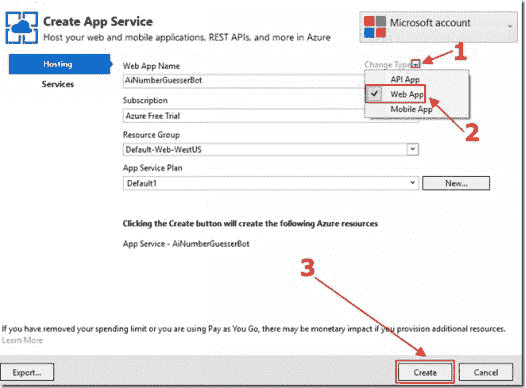 Create App Service
Host your web and mobile applications, REST APIs, and more in Azure
Microsoft account
Hosting
Services
Web App Name
Change Type
1
AiNumberGuesserBot
API App
Web App
Mobile App
2
Subscription
Azure Free Trial
Resource Group
Default-Web-WestUS
App Service Plan
Default1
New...
Clicking the Create button will create the following Azure resources
App Service - AiNumberGuesserBot
3
If you have removed your spending limit or you are using Pay as You Go, there may be monetary impact if you provision additional resources.
Learn More
Export...
Create
Cancel